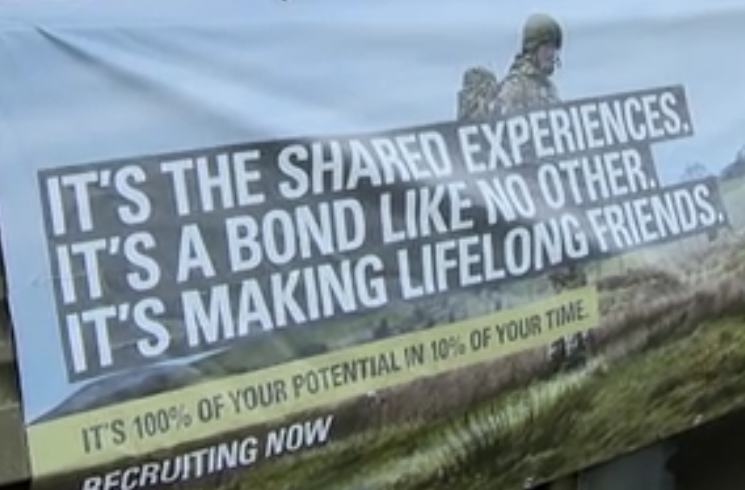 IT'S THE SHARED EXPERIENCES.
IT'S A BOND LIKE NO OTHER.
IT'S MAKING LIFELONG FRIENDS.
IT'S 100% OF YOUR POTENTIAL IN 10% OF YOUR TIME.
RECRUITING NOW